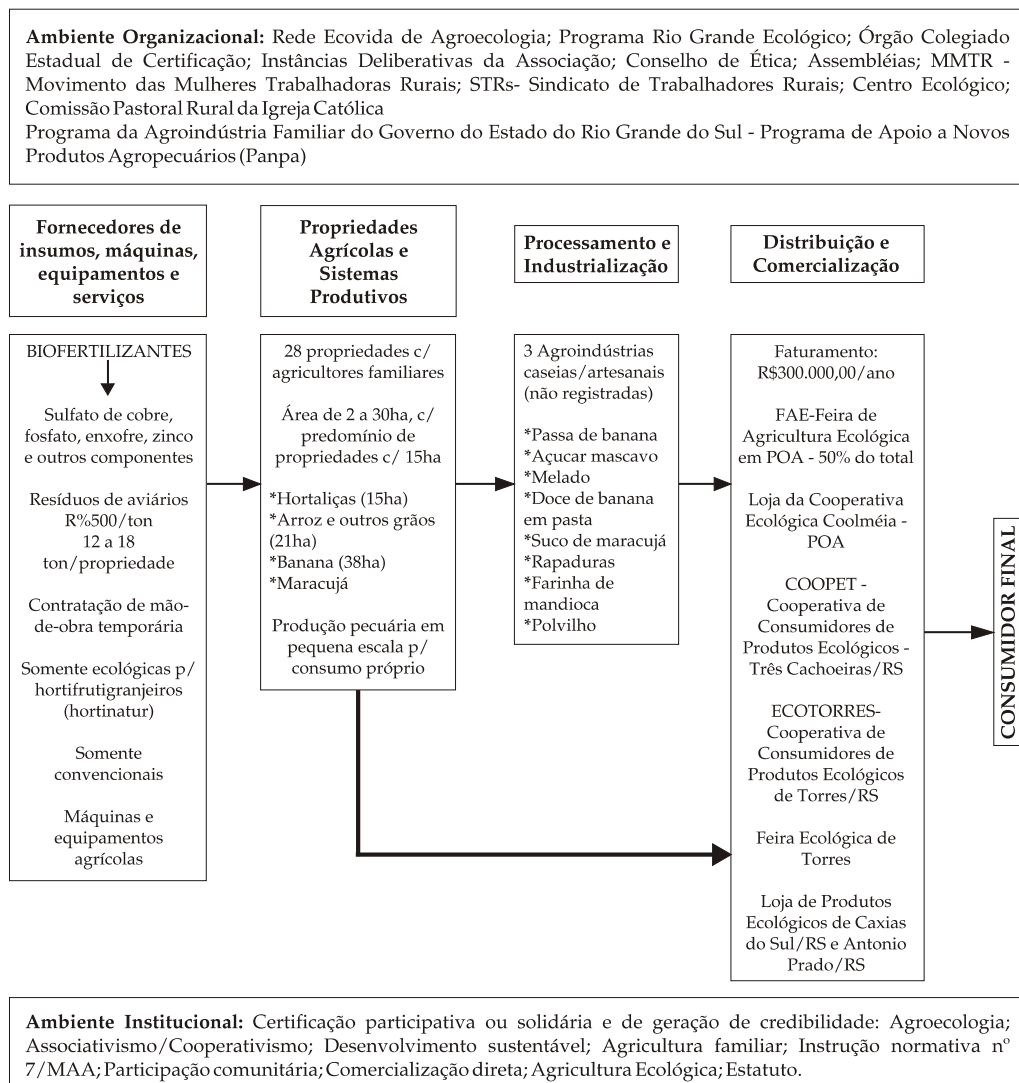 Ambiente Organizacional: Rede Ecovida de Agroecologia; Programa Rio Grande Ecológico; Órgão Colegiado
Estadual de Certificação; Instâncias Deliberativas da Associação; Conselho de Ética; Assembléias; MMTR -
Movimento das Mulheres Trabalhadoras Rurais; STRs- Sindicato de Trabalhadores Rurais; Centro Ecológico;
Comissão Pastoral Rural da Igreja Católica
Programa da Agroindústria Familiar do Governo do Estado do Rio Grande do Sul - Programa de Apoio a Novos
Produtos Agropecuários (Panpa)
Fornecedores de
insumos, máquinas,
equipamentos e
serviços
BIOFERTILIZANTES
Sulfato de cobre,
fosfato, enxofre, zinco
e outros componentes
Resíduos de aviários
R%500/ton
12 a 18
ton/propriedade
Contratação de mão-
de-obra temporária
Somente ecológicas p/
hortifrutigranjeiros
(hortinatur)
Somente
convencionais
Máquinas e
equipamentos
agrícolas
Propriedades
Agrícolas e
Sistemas
Produtivos
28 propriedades c/
agricultores familiares
Área de 2 a 30ha, c/
predomínio de
propriedades c/ 15ha
*Hortaliças (15ha)
*Arroz e outros grãos
(21ha)
*Banana (38ha)
*Maracujá
Produção pecuária em
pequena escala p/
consumo próprio
Processamento e
Industrialização
3 Agroindústrias
caseias/artesanais
(não registradas)
*Passa de banana
*Açucar mascavo
*Melado
*Doce de banana
em pasta
*Suco de maracujá
*Rapaduras
*Farinha de
mandioca
*Polvilho
Distribuição e
Comercialização
Faturamento:
R$300.000,00/ano
FAE-Feira de
Agricultura Ecológica
em POA - 50% do total
Loja da Cooperativa
Ecológica Coolméia -
POA
COOPET -
Cooperativa de
Consumidores de
Produtos Ecológicos -
Três Cachoeiras/RS
ECOTORRES-
Cooperativa de
Consumidores de
Produtos Ecológicos
de Torres/RS
Feira Ecológica de
Torres
Loja de Produtos
Ecológicos de Caxias
do Sul/RS e Antonio
Prado/RS
CONSUMIDOR FINAL
Ambiente Institucional: Certificação participativa ou solidária e de geração de credibilidade: Agroecologia;
Associativismo/Cooperativismo; Desenvolvimento sustentável; Agricultura familiar; Instrução normativa nº
7/MAA; Participação comunitária; Comercialização direta; Agricultura Ecológica; Estatuto.